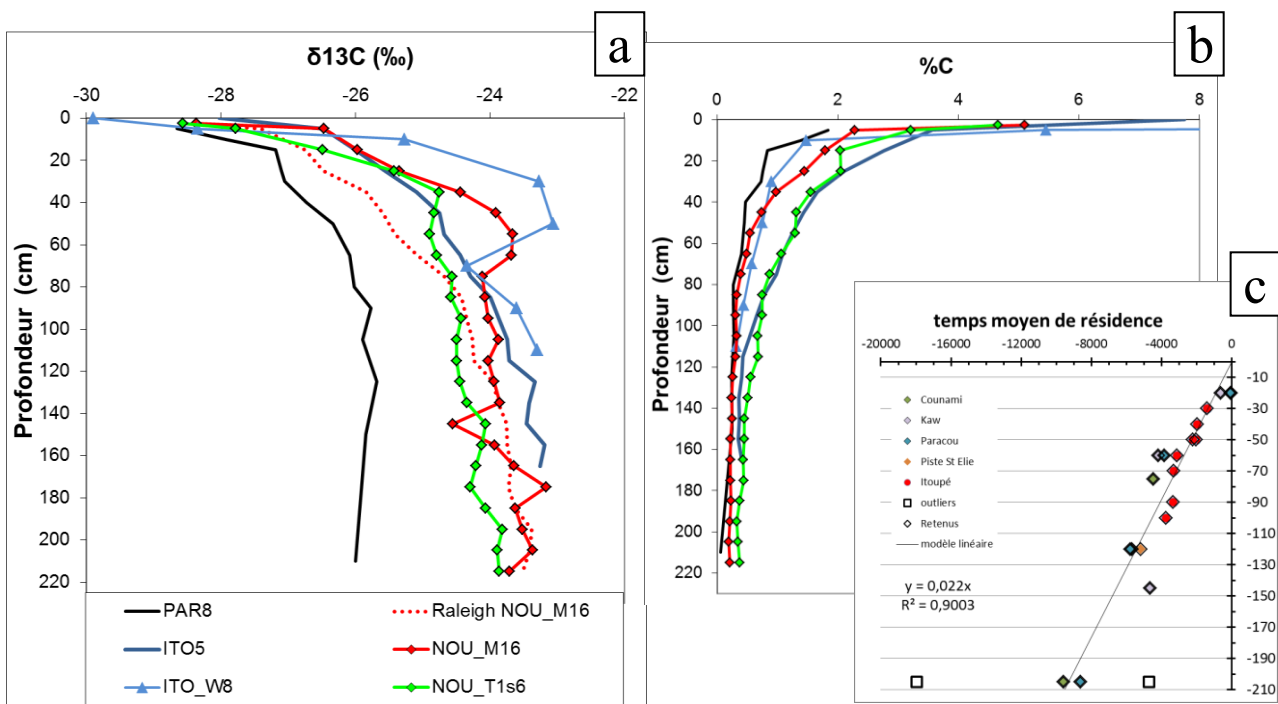 a
δ13C (‰)
-30 -28 -26 -24 -22
0
20
40
60
80
100
120
140
160
180
200
220
Profondeur (cm)
PAR8
Raleigh NOU_M16
ITO5
NOU_M16
ITO_W8
NOU_T1s6
b
%C
0 2 4 6 8
0
20
40
60
80
100
120
140
160
180
200
220
Profondeur (cm)
c
temps moyen de résidence
-20000 -16000 -12000 -8000 -4000 0
-10
-30
-50
-70
-90
-110
-130
-150
-170
-190
-210
Counami
Kaw
Paracou
Piste St Elie
Itoupé
outliers
Retenus
modèle linéaire
y = 0,022x
R² = 0,9003